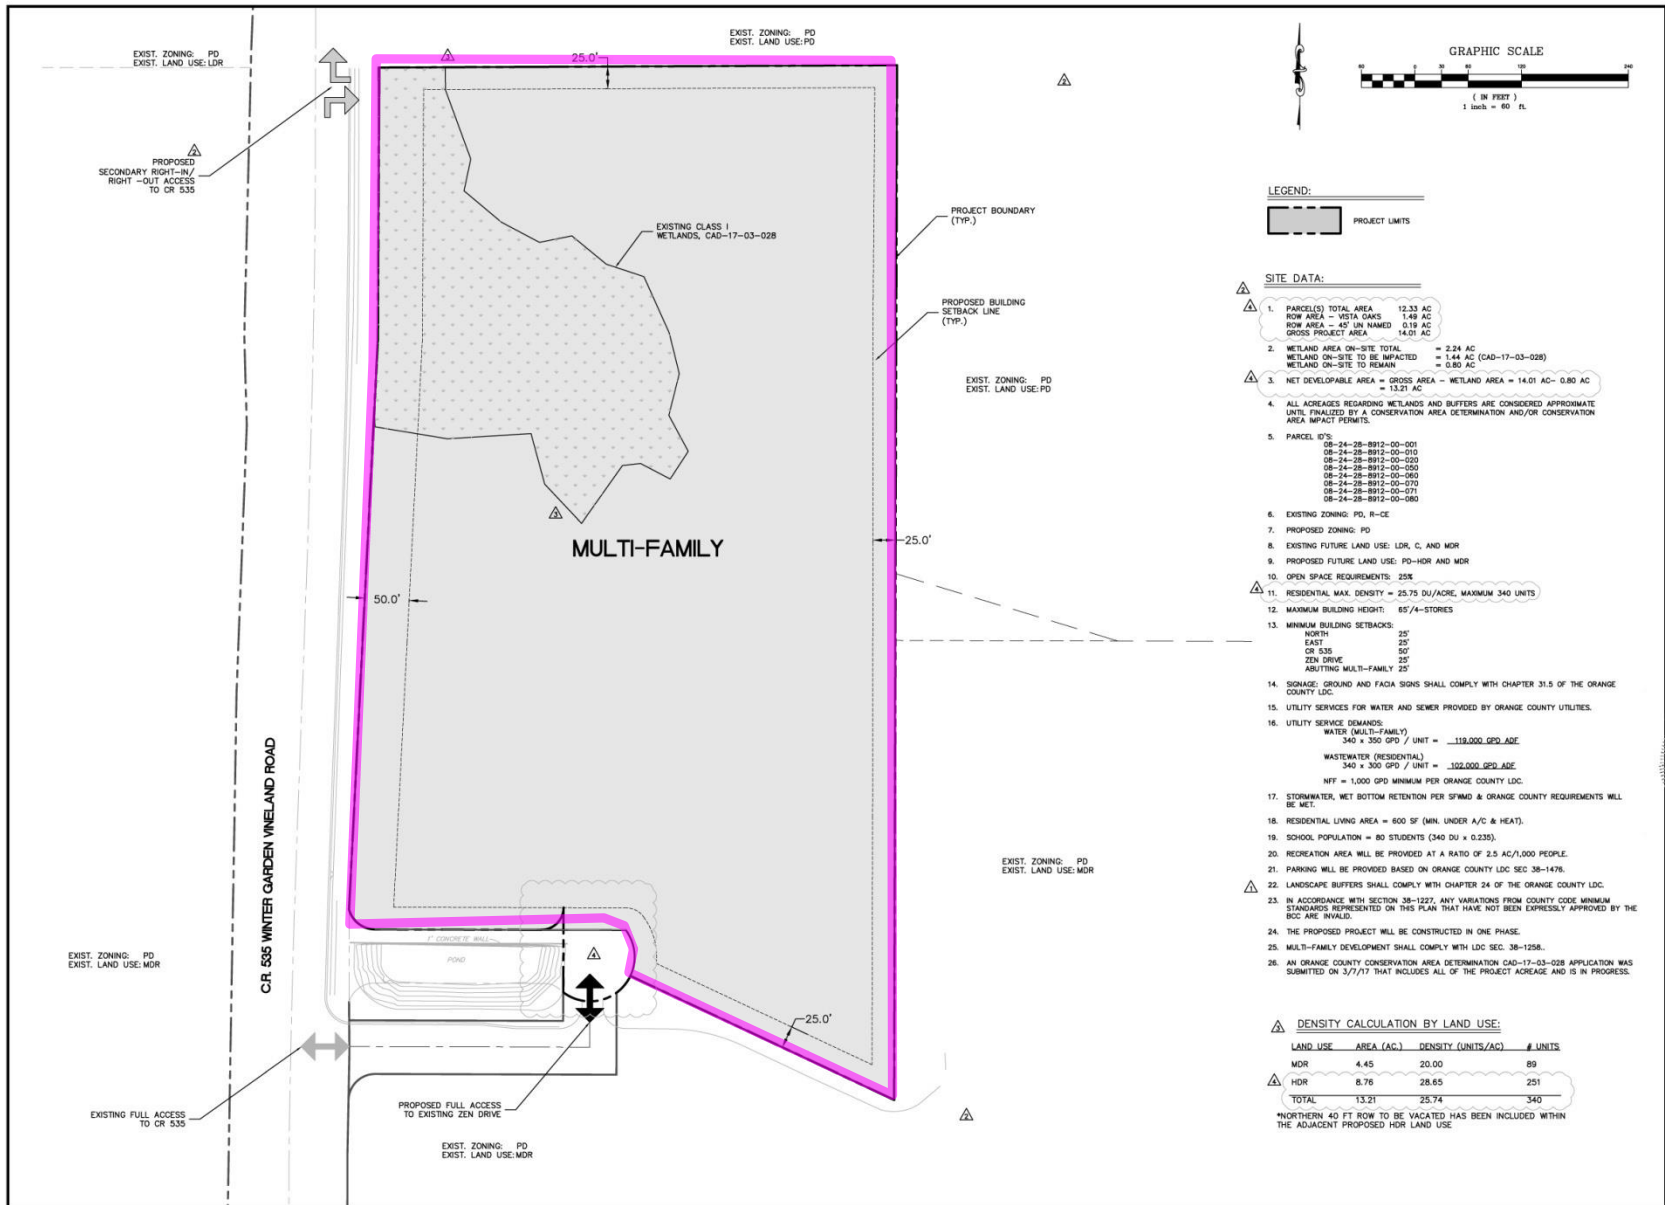 EXIST. ZONING: PD
EXIST. LAND USE: LDR
EXIST. ZONING: PD
EXIST. LAND USE: PD
25.0'
3
2
2
PROPOSED
SECONDARY RIGHT-IN/
RIGHT -OUT ACCESS
TO CR 535
EXISTING CLASS I
WETLANDS, CAD-17-03-028
PROJECT BOUNDARY
(TYP.)
PROPOSED BUILDING
SETBACK LINE
(TYP.)
EXIST. ZONING: PD
EXIST. LAND USE: PD
3
MULTI-FAMILY
25.0'
50.0'
C.R. 535 WINTER GARDEN VINELAND ROAD
EXIST. ZONING: PD
EXIST. LAND USE: MDR
EXIST. ZONING: PD
EXIST. LAND USE: MDR
CONCRETE WALL
POND
4
25.0'
EXISTING FULL ACCESS
TO CR 535
PROPOSED FULL ACCESS
TO EXISTING ZEN DRIVE
2
EXIST. ZONING: PD
EXIST. LAND USE: MDR
GRAPHIC SCALE
60 0 30 60 120 240
( IN FEET )
1 inch = 60 ft.
LEGEND:
PROJECT LIMITS
2
SITE DATA:
4
1. PARCEL(S) TOTAL AREA 12.33 AC
ROW AREA - VISTA OAKS 1.49 AC
ROW AREA - 45' UN NAMED 0.19 AC
GROSS PROJECT AREA 14.01 AC
2. WETLAND AREA ON-SITE TOTAL = 2.24 AC
WETLAND ON-SITE TO BE IMPACTED = 1.44 AC (CAD-17-03-028)
WETLAND ON-SITE TO REMAIN = 0.80 AC
4
3. NET DEVELOPABLE AREA = GROSS AREA - WETLAND AREA = 14.01 AC- 0.80 AC
= 13.21 AC
4. ALL ACREAGES REGARDING WETLANDS AND BUFFERS ARE CONSIDERED APPROXIMATE
UNTIL FINALIZED BY A CONSERVATION AREA DETERMINATION AND/OR CONSERVATION
AREA IMPACT PERMITS.
5. PARCEL ID'S:
08-24-28-8912-00-001
08-24-28-8912-00-010
08-24-28-8912-00-020
08-24-28-8912-00-050
08-24-28-8912-00-060
08-24-28-8912-00-070
08-24-28-8912-00-071
08-24-28-8912-00-080
6. EXISTING ZONING: PD, R-CE
7. PROPOSED ZONING: PD
8. EXISTING FUTURE LAND USE: LDR, C, AND MDR
9. PROPOSED FUTURE LAND USE: PD-HDR AND MDR
10. OPEN SPACE REQUIREMENTS: 25%
4
11. RESIDENTIAL MAX. DENSITY = 25.75 DU/ACRE, MAXIMUM 340 UNITS
12. MAXIMUM BUILDING HEIGHT: 65'/4-STORIES
13. MINIMUM BUILDING SETBACKS:
NORTH 25'
EAST 25'
CR 535 50'
ZEN DRIVE 25'
ABUTTING MULTI-FAMILY 25'
14. SIGNAGE: GROUND AND FACIA SIGNS SHALL COMPLY WITH CHAPTER 31.5 OF THE ORANGE
COUNTY LDC.
15. UTILITY SERVICES FOR WATER AND SEWER PROVIDED BY ORANGE COUNTY UTILITIES.
16. UTILITY SERVICE DEMANDS:
WATER (MULTI-FAMILY)
340 x 350 GPD / UNIT = 119,000 GPD ADF
WASTEWATER (RESIDENTIAL)
340 x 300 GPD / UNIT = 102,000 GPD ADF
NFF = 1,000 GPD MINIMUM PER ORANGE COUNTY LDC.
17. STORMWATER, WET BOTTOM RETENTION PER SFWMD & ORANGE COUNTY REQUIREMENTS WILL
BE MET.
18. RESIDENTIAL LIVING AREA = 600 SF (MIN. UNDER A/C & HEAT).
19. SCHOOL POPULATION = 80 STUDENTS (340 DU x 0.235).
20. RECREATION AREA WILL BE PROVIDED AT A RATIO OF 2.5 AC/1,000 PEOPLE.
21. PARKING WILL BE PROVIDED BASED ON ORANGE COUNTY LDC SEC 38-1476.
1
22. LANDSCAPE BUFFERS SHALL COMPLY WITH CHAPTER 24 OF THE ORANGE COUNTY LDC.
23. IN ACCORDANCE WITH SECTION 38-1227, ANY VARIATIONS FROM COUNTY CODE MINIMUM
STANDARDS REPRESENTED ON THIS PLAN THAT HAVE NOT BEEN EXPRESSLY APPROVED BY THE
BCC ARE INVALID.
24. THE PROPOSED PROJECT WILL BE CONSTRUCTED IN ONE PHASE.
25. MULTI-FAMILY DEVELOPMENT SHALL COMPLY WITH LDC SEC. 38-1258..
26. AN ORANGE COUNTY CONSERVATION AREA DETERMINATION CAD-17-03-028 APPLICATION WAS
SUBMITTED ON 3/7/17 THAT INCLUDES ALL OF THE PROJECT ACREAGE AND IS IN PROGRESS.
3
DENSITY CALCULATION BY LAND USE:
LAND USE AREA (AC.) DENSITY (UNITS/AC) # UNITS
MDR 4.45 20.00 89
4
HDR 8.76 28.65 251
TOTAL 13.21 25.74 340
*NORTHERN 40 FT ROW TO BE VACATED HAS BEEN INCLUDED WITHIN
THE ADJACENT PROPOSED HDR LAND USE